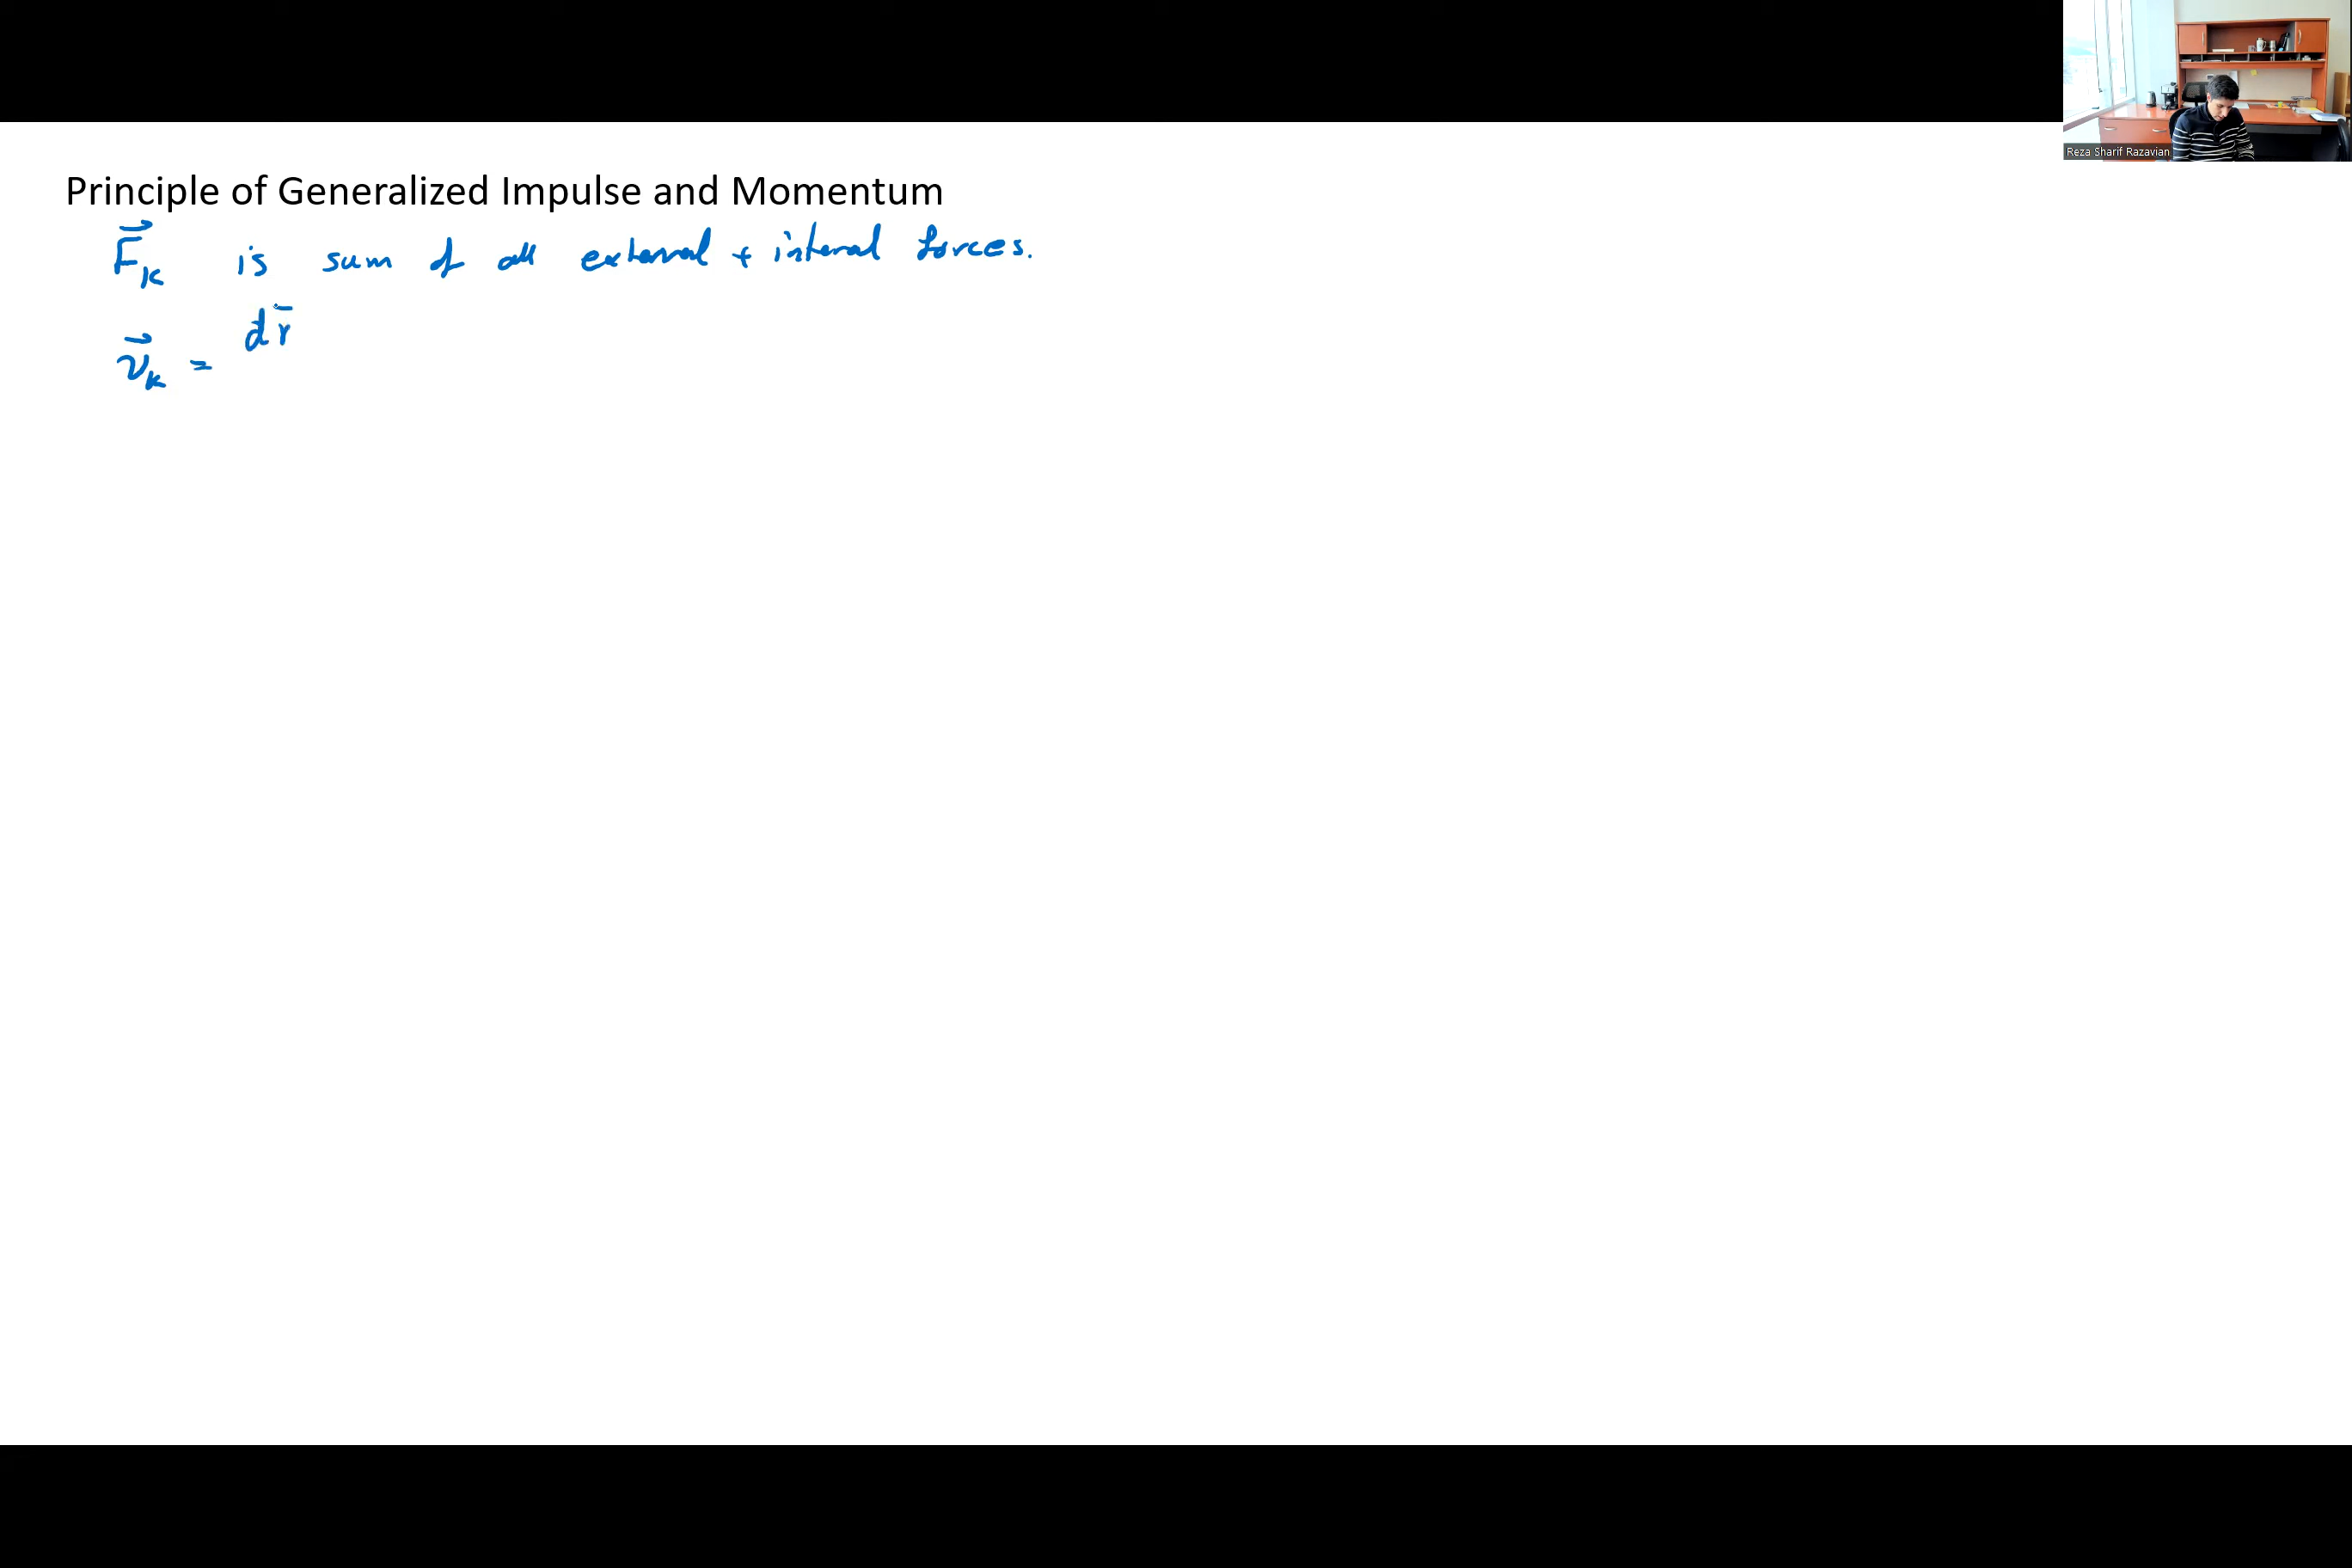 Reza Sharif Razavian
Principle of Generalized Impulse and Momentum
F⃗ₖ is sum of all external + internal forces.
v⃗ₖ = dr̄